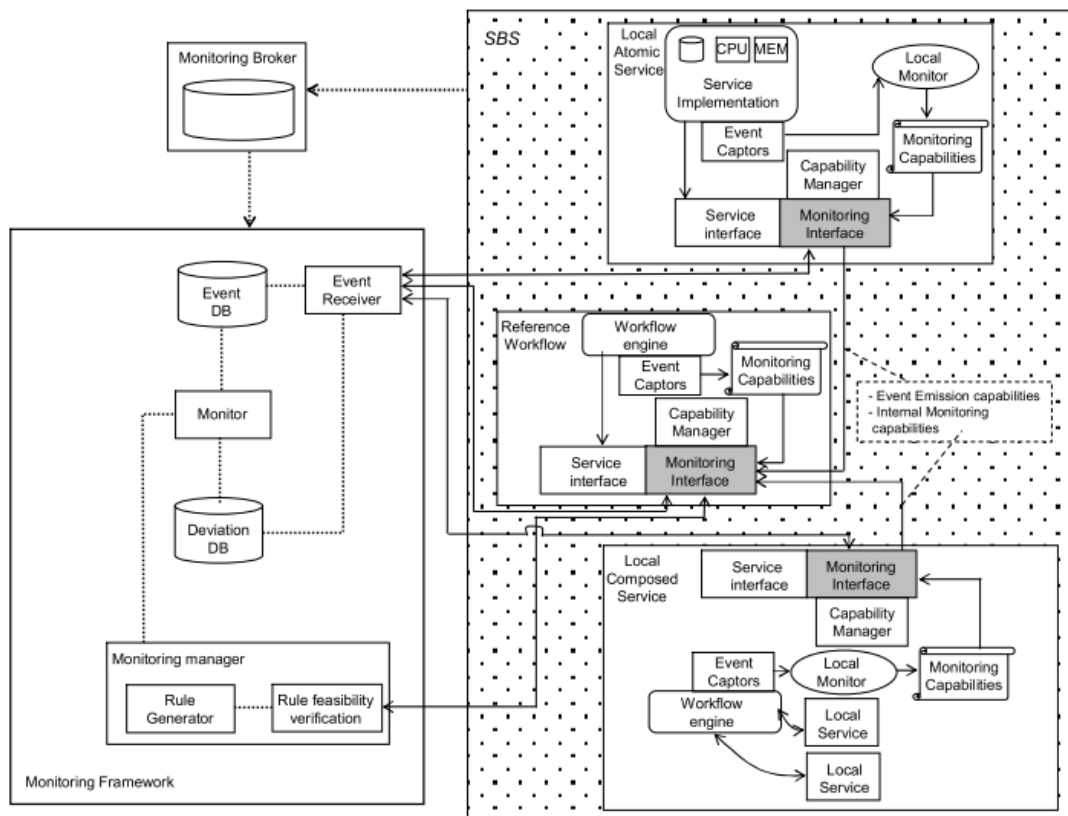 SBS
Monitoring Broker
Local
Atomic
Service
CPU
MEM
Service
Implementation
Event
Captors
Local
Monitor
Monitoring
Capabilities
Capability
Manager
Service
interface
Monitoring
Interface
Event
DB
Event
Receiver
Monitor
Deviation
DB
Monitoring manager
Rule
Generator
Rule feasibility
verification
Monitoring Framework
Reference
Workflow
Workflow
engine
Event
Captors
Monitoring
Capabilities
Capability
Manager
Service
interface
Monitoring
Interface
- Event Emission capabilities
- Internal Monitoring
capabilities
Local
Composed
Service
Service
interface
Monitoring
Interface
Capability
Manager
Event
Captors
Local
Monitor
Monitoring
Capabilities
Workflow
engine
Local
Service
Local
Service